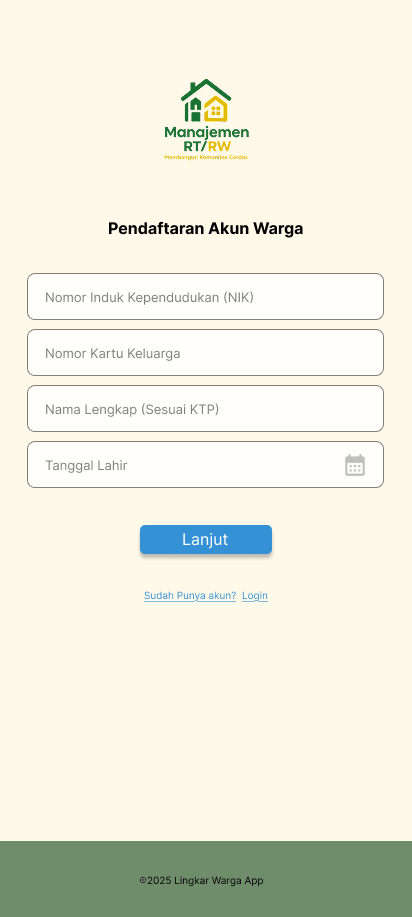 Manajemen
RT/RW
Membangun Komunitas Cerdas
Pendaftaran Akun Warga
Nomor Induk Kependudukan (NIK)
Nomor Kartu Keluarga
Nama Lengkap (Sesuai KTP)
Tanggal Lahir
Lanjut
Sudah Punya akun? Login
©2025 Lingkar Warga App